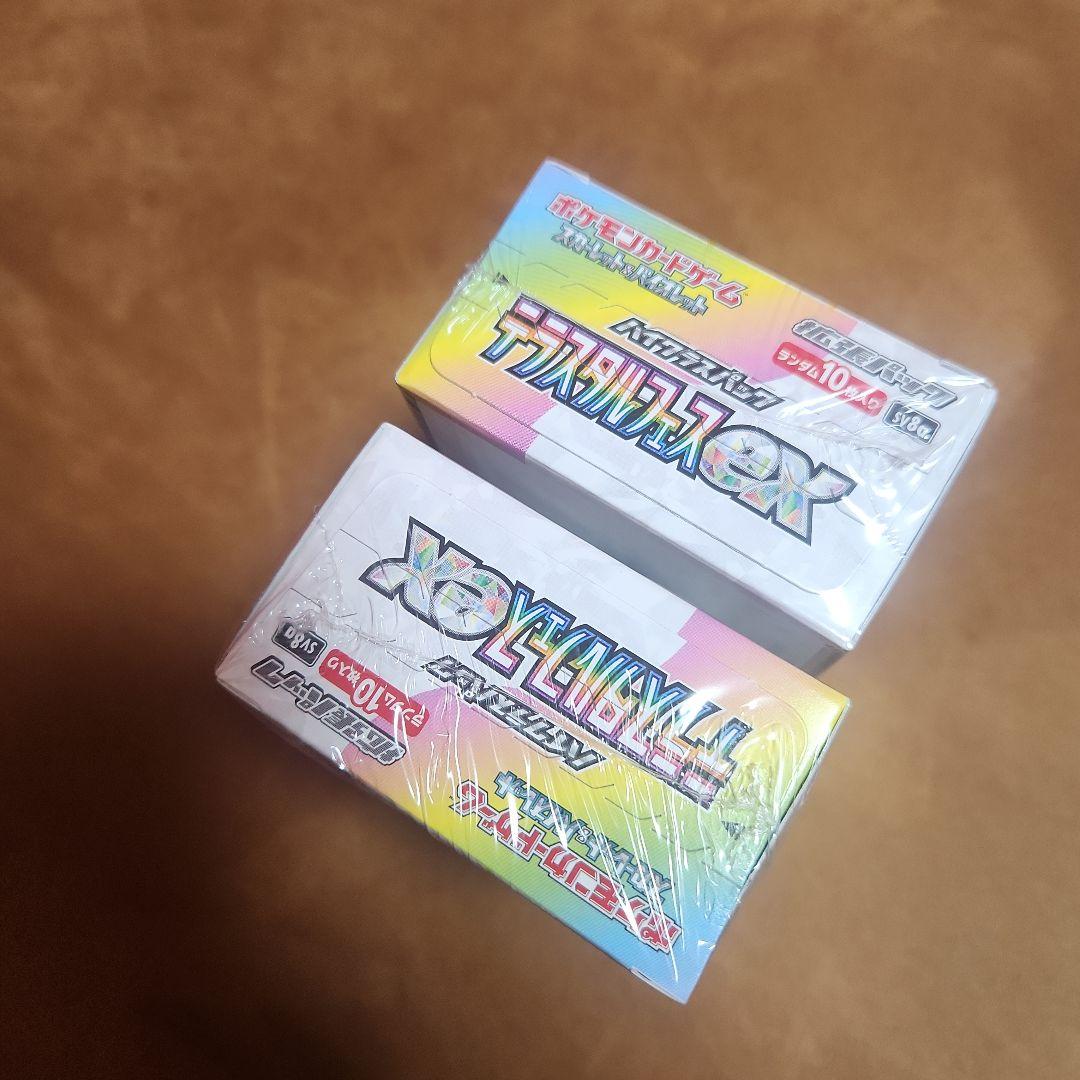 ポケモンカードゲーム
スカーレット&バイオレット
拡張パック
ランダム10枚入り
SV8a
ハイクラスパック
テラスタルフェスex
テラスタルフェスex
ハイクラスパック
SV8a
ランダム10枚入り
拡張パック
スカーレット&バイオレット
ポケモンカードゲーム